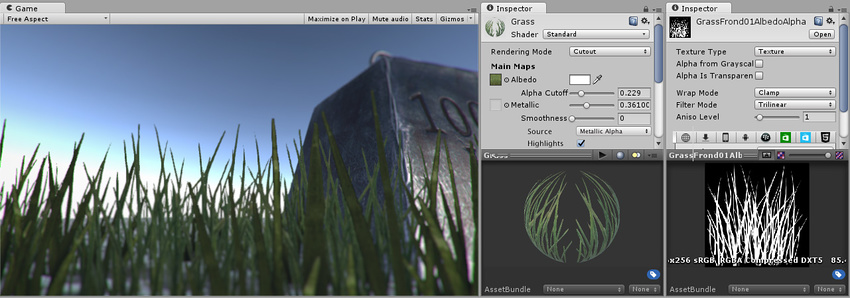 Game
Free Aspect
Maximize on Play
Mute audio
Stats
Gizmos
100
Inspector
Grass
Shader
Standard
Rendering Mode
Cutout
Main Maps
Albedo
Alpha Cutoff
0.229
Metallic
0.36100
Smoothness
0
Source
Metallic Alpha
Highlights
AssetBundle
None
None
Inspector
GrassFrond01AlbedoAlpha
Open
Texture Type
Texture
Alpha from Grayscal
Alpha Is Transparen
Wrap Mode
Clamp
Filter Mode
Trilinear
Aniso Level
1
GrassFrond01Alb
x256 sRGB RGBA Compressed DXT5 85.
AssetBundle
None
None